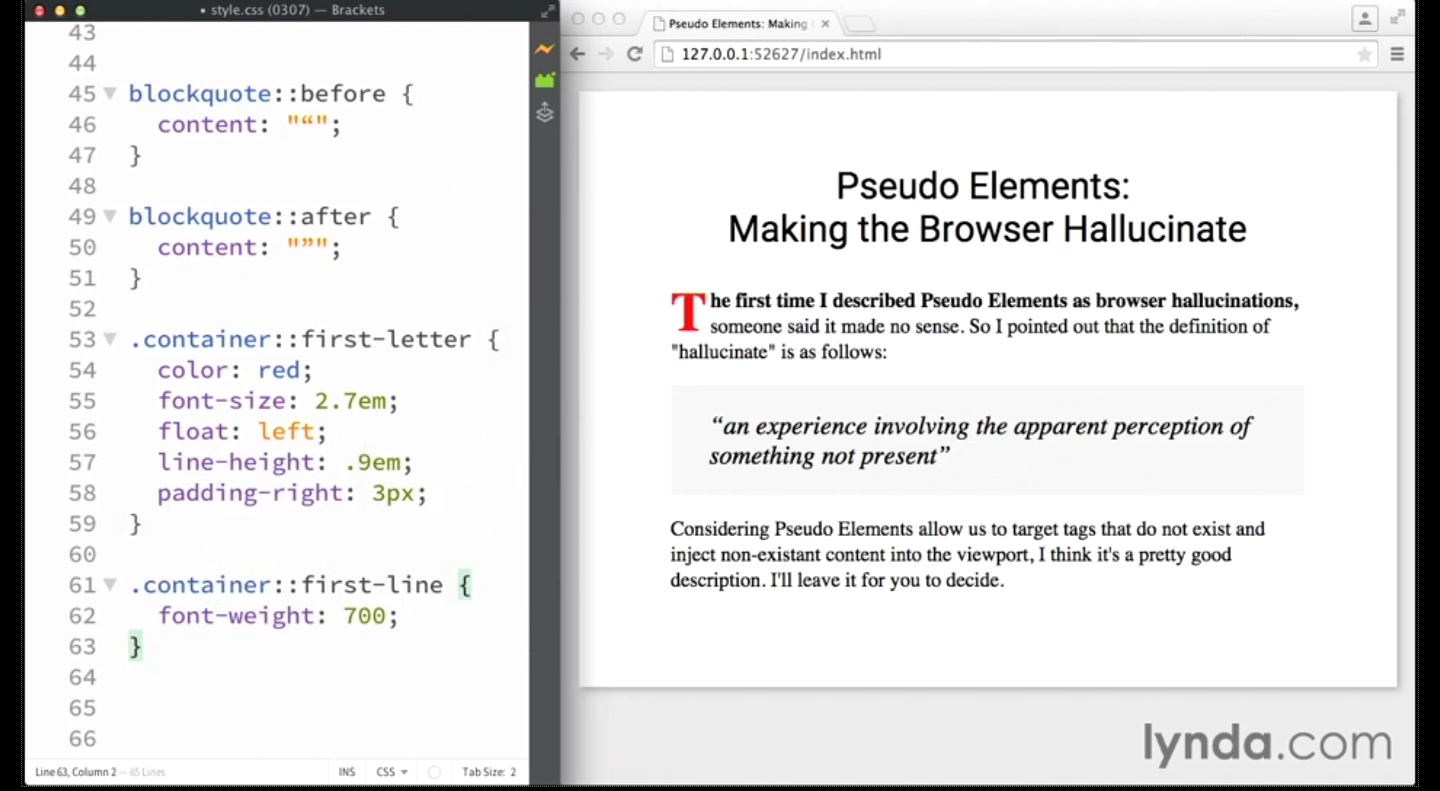 • style.css (0307) — Brackets
43
44
45 blockquote::before {
46 content: "“";
47 }
48
49 blockquote::after {
50 content: "”";
51 }
52
53 .container::first-letter {
54 color: red;
55 font-size: 2.7em;
56 float: left;
57 line-height: .9em;
58 padding-right: 3px;
59 }
60
61 .container::first-line {
62 font-weight: 700;
63 }
64
65
66
Line 63, Column 2 — 65 Lines
INS CSS Tab Size: 2
Pseudo Elements: Making
127.0.0.1:52627/index.html
Pseudo Elements:
Making the Browser Hallucinate
The first time I described Pseudo Elements as browser hallucinations,
someone said it made no sense. So I pointed out that the definition of
"hallucinate" is as follows:
“an experience involving the apparent perception of
something not present”
Considering Pseudo Elements allow us to target tags that do not exist and
inject non-existant content into the viewport, I think it's a pretty good
description. I'll leave it for you to decide.
lynda.com